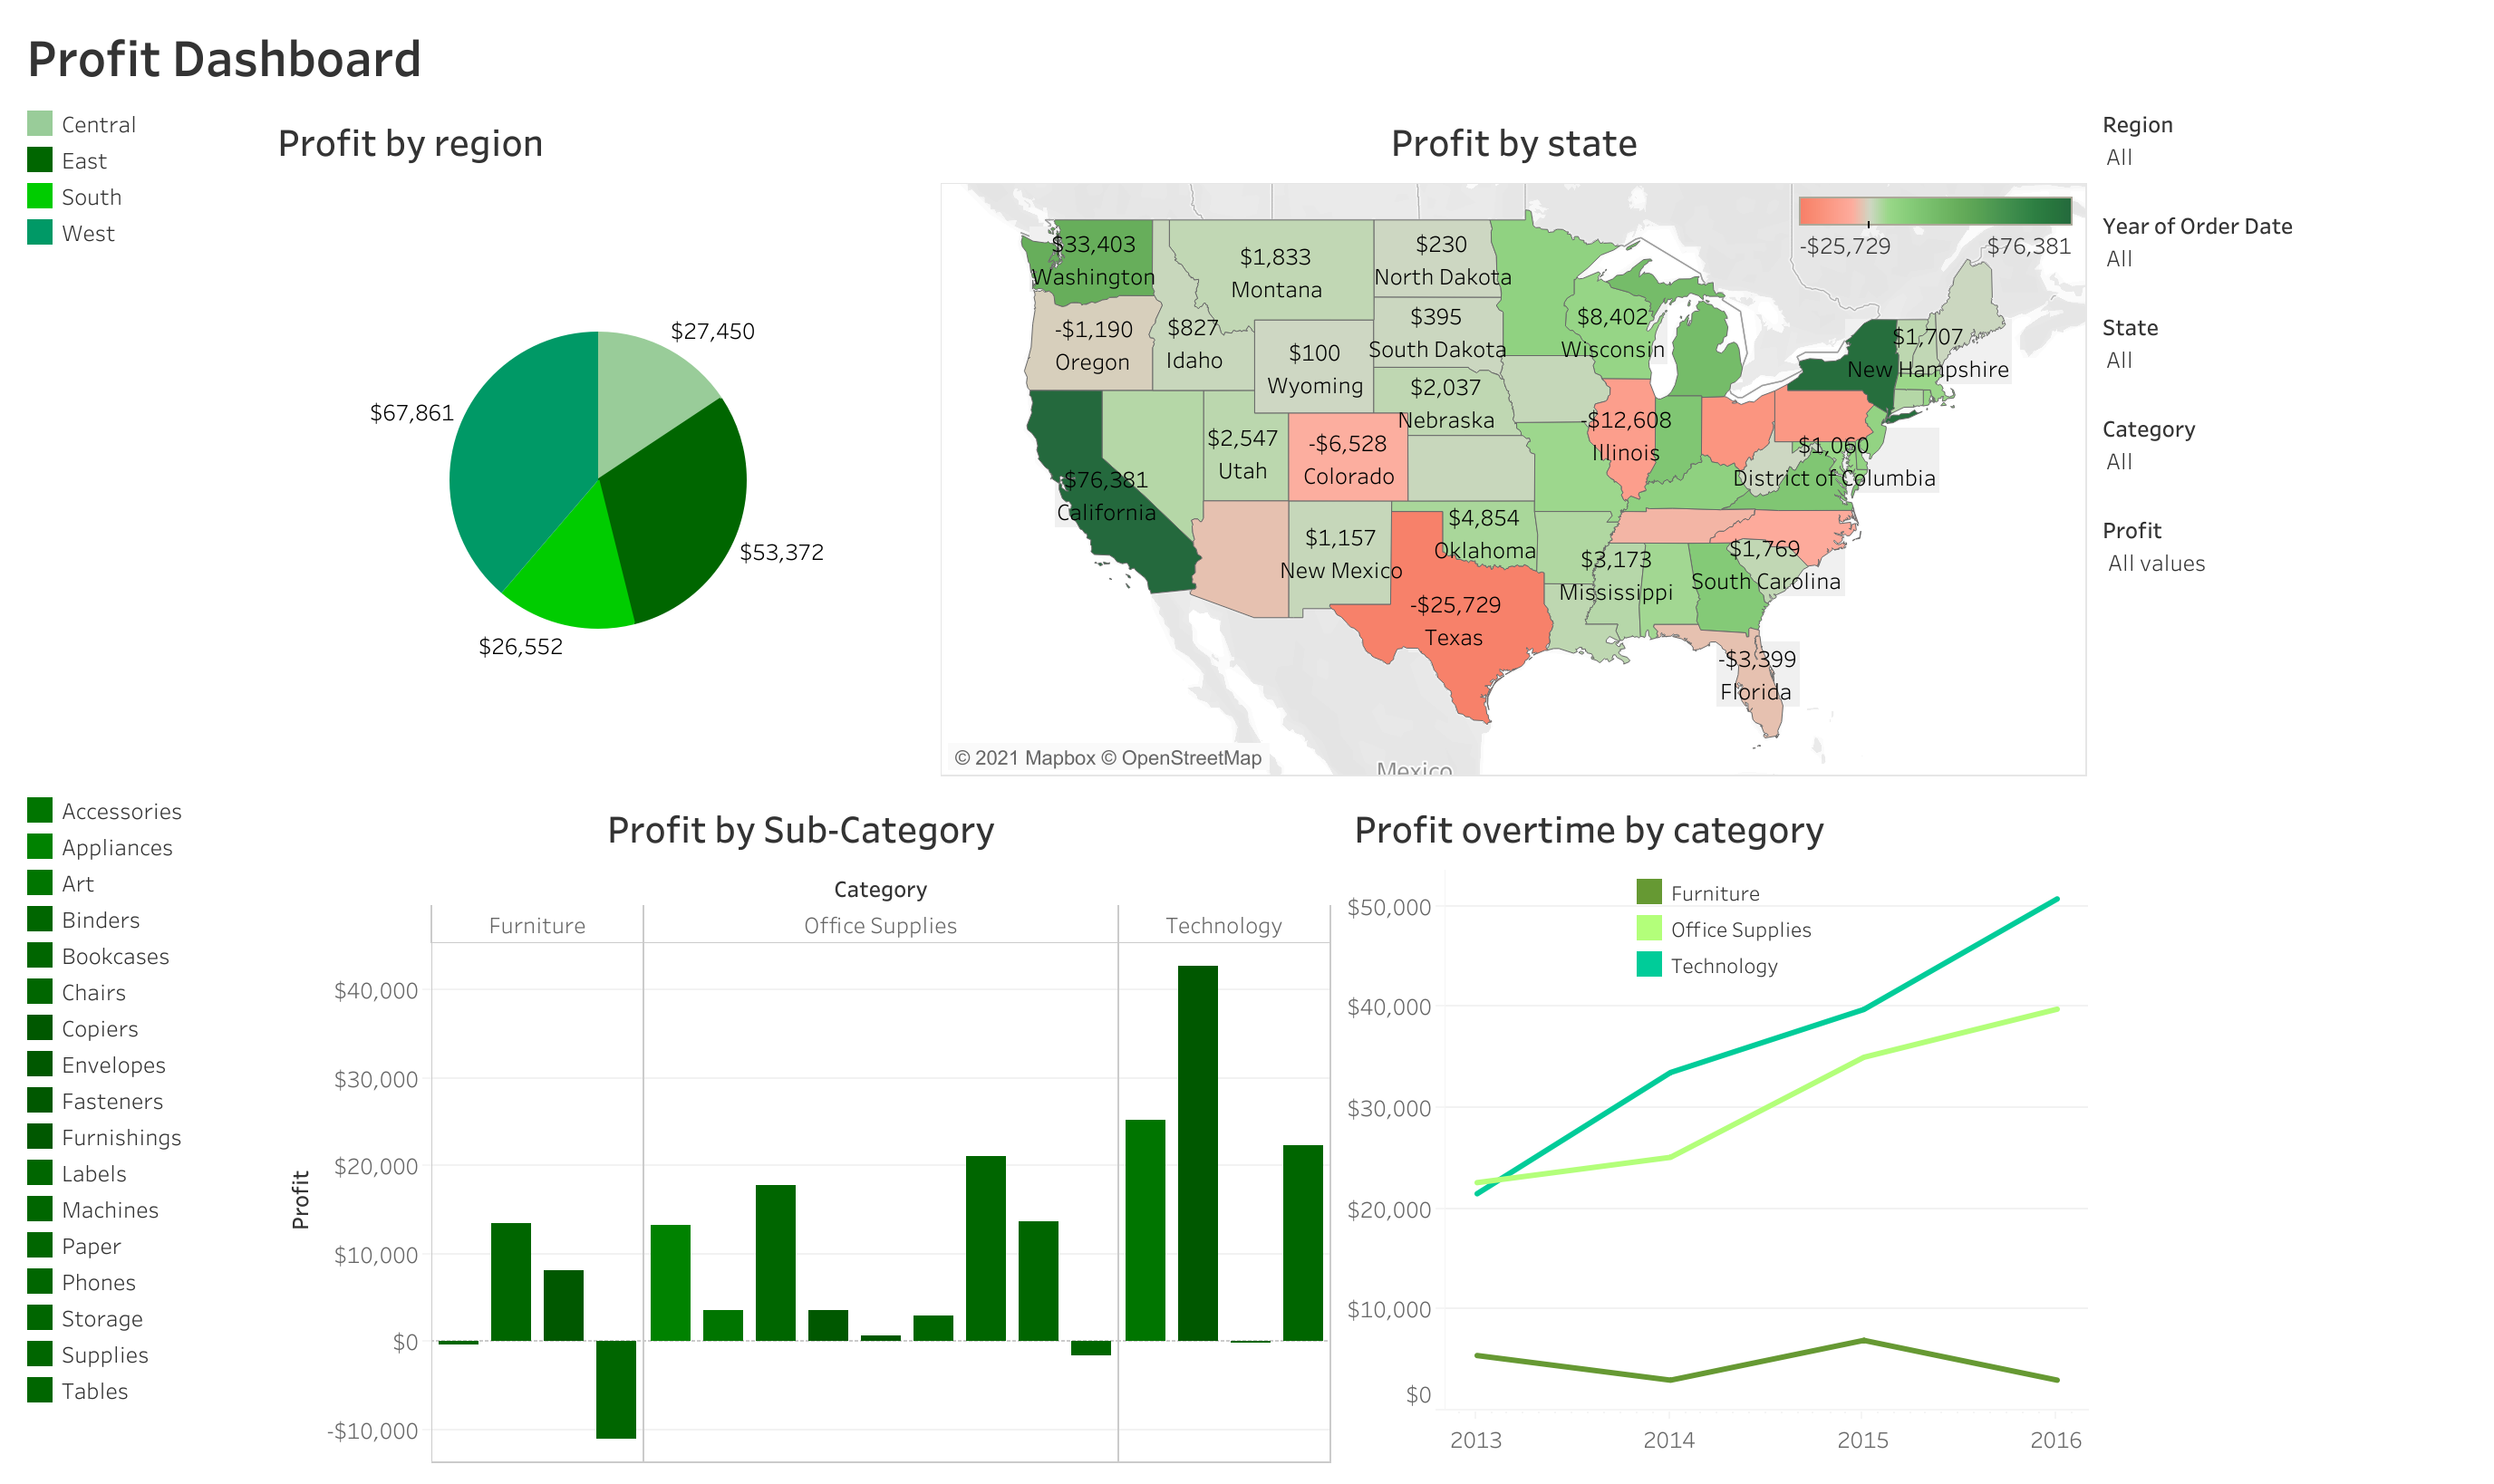 Profit Dashboard
Central
East
South
West
Profit by region
$27,450
$67,861
$53,372
$26,552
Profit by state
-$25,729
$76,381
$33,403
Washington
$1,833
Montana
$230
North Dakota
-$1,190
Oregon
$827
Idaho
$100
Wyoming
$395
South Dakota
$8,402
Wisconsin
$1,707
New Hampshire
$2,037
Nebraska
-$12,608
Illinois
$2,547
Utah
-$6,528
Colorado
$1,060
District of Columbia
$76,381
California
$1,157
New Mexico
$4,854
Oklahoma
$3,173
Mississippi
$1,769
South Carolina
-$25,729
Texas
-$3,399
Florida
Mexico
© 2021 Mapbox © OpenStreetMap
Region
All
Year of Order Date
All
State
All
Category
All
Profit
All values
Accessories
Appliances
Art
Binders
Bookcases
Chairs
Copiers
Envelopes
Fasteners
Furnishings
Labels
Machines
Paper
Phones
Storage
Supplies
Tables
Profit by Sub-Category
Category
Furniture
Office Supplies
Technology
$40,000
$30,000
$20,000
$10,000
$0
-$10,000
Profit
Profit overtime by category
Furniture
Office Supplies
Technology
$50,000
$40,000
$30,000
$20,000
$10,000
$0
2013
2014
2015
2016